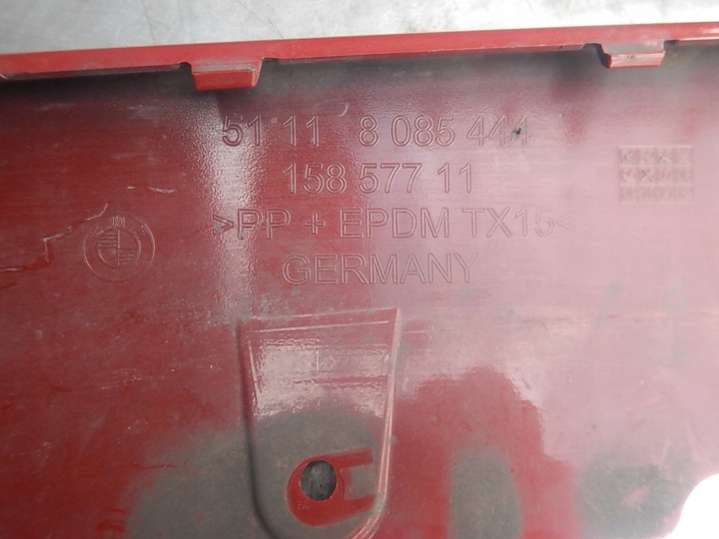 51 11 8 085 444
158 577 11
>PP + EPDM TX15<
GERMANY